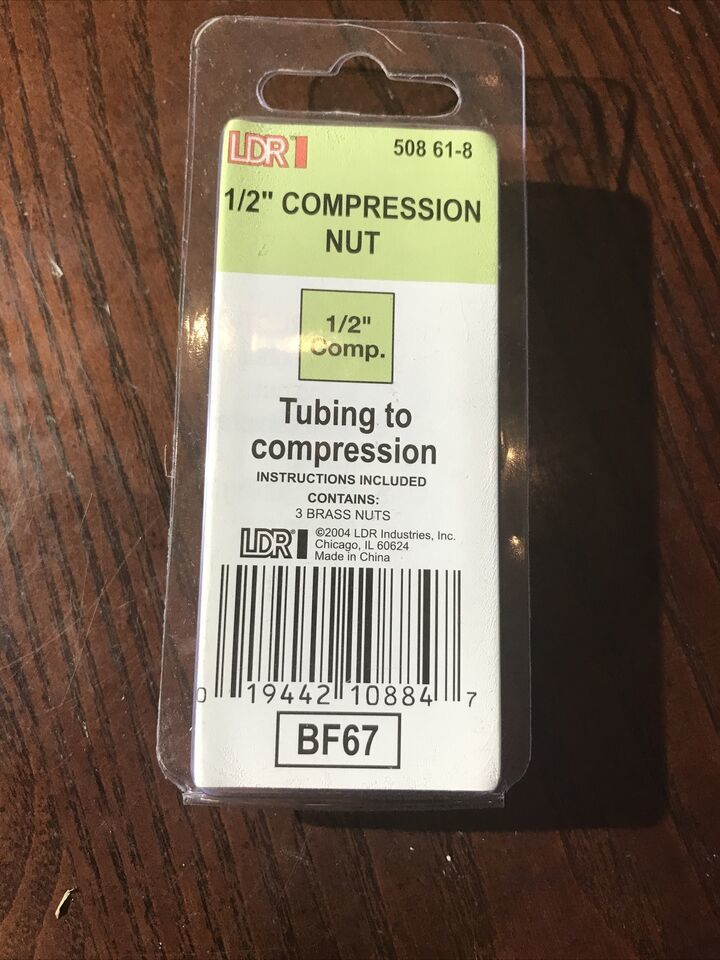 LDR
508 61-8
1/2" COMPRESSION
NUT
1/2"
Comp.
Tubing to
compression
INSTRUCTIONS INCLUDED
CONTAINS:
3 BRASS NUTS
LDR
©2004 LDR Industries, Inc.
Chicago, IL 60624
Made in China
0 19442 10884 7
BF67